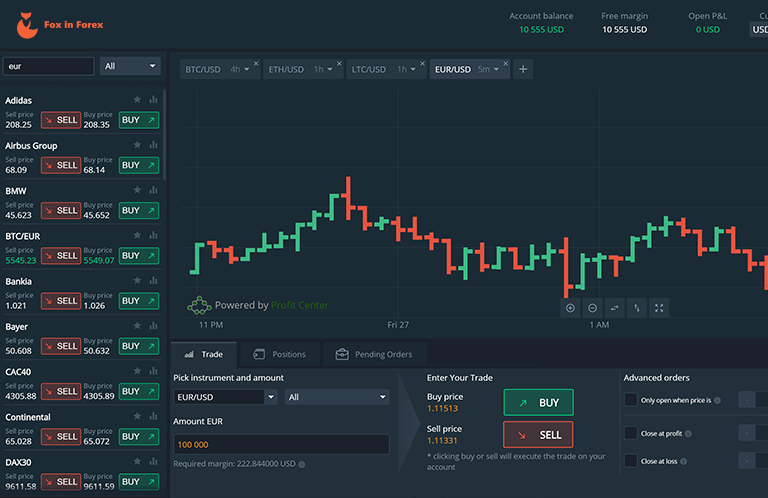 Fox in Forex
Account balance
10 555 USD
Free margin
10 555 USD
Open P&L
0 USD
USD
eur
All
BTC/USD 4h
ETH/USD 1h
LTC/USD 1h
EUR/USD 5m
Adidas
Sell price
208.25
SELL
Buy price
208.35
BUY
Airbus Group
Sell price
68.09
SELL
Buy price
68.14
BUY
BMW
Sell price
45.623
SELL
Buy price
45.652
BUY
BTC/EUR
Sell price
5545.23
SELL
Buy price
5549.07
BUY
Bankia
Sell price
1.021
SELL
Buy price
1.026
BUY
Bayer
Sell price
50.608
SELL
Buy price
50.632
BUY
CAC40
Sell price
4305.88
SELL
Buy price
4305.89
BUY
Continental
Sell price
65.028
SELL
Buy price
65.072
BUY
DAX30
Sell price
9611.58
SELL
Buy price
9611.59
BUY
Powered by Profit Center
11 PM
Fri 27
1 AM
Trade
Positions
Pending Orders
Pick instrument and amount
EUR/USD
All
Amount EUR
100 000
Required margin: 222.844000 USD
Enter Your Trade
Buy price
1.11513
BUY
Sell price
1.11331
SELL
* clicking buy or sell will execute the trade on your
account
Advanced orders
Only open when price is
Close at profit
Close at loss